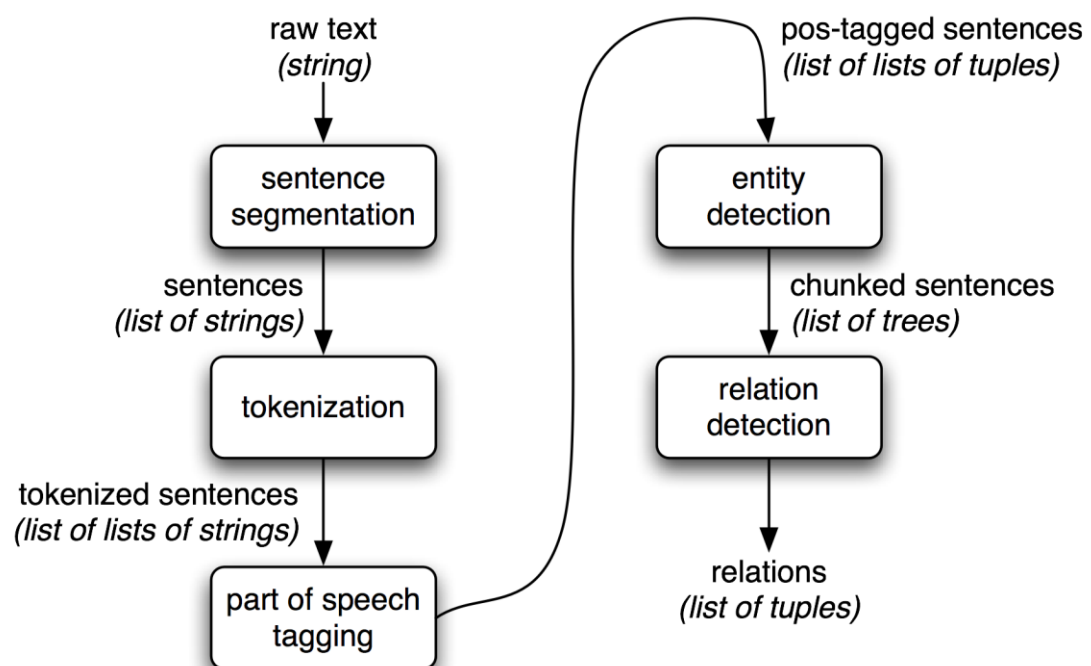 raw text
(string)
sentence
segmentation
sentences
(list of strings)
tokenization
tokenized sentences
(list of lists of strings)
part of speech
tagging
pos-tagged sentences
(list of lists of tuples)
entity
detection
chunked sentences
(list of trees)
relation
detection
relations
(list of tuples)